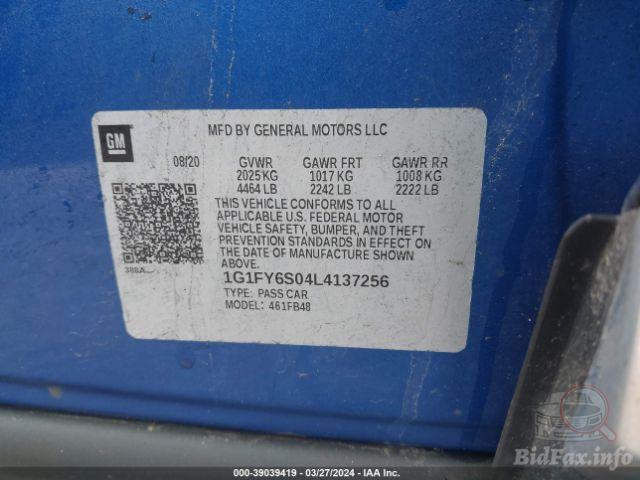 GM
MFD BY GENERAL MOTORS LLC
08/20 GVWR GAWR FRT GAWR RR
2025 KG 1017 KG 1008 KG
4464 LB 2242 LB 2222 LB
THIS VEHICLE CONFORMS TO ALL
APPLICABLE U.S. FEDERAL MOTOR
VEHICLE SAFETY, BUMPER, AND THEFT
PREVENTION STANDARDS IN EFFECT ON
THE DATE OF MANUFACTURE SHOWN
ABOVE.
388A
1G1FY6S04L4137256
TYPE: PASS CAR
MODEL: 461FB48
BidFax.info
000-39039419 - 03/27/2024 - IAA Inc.